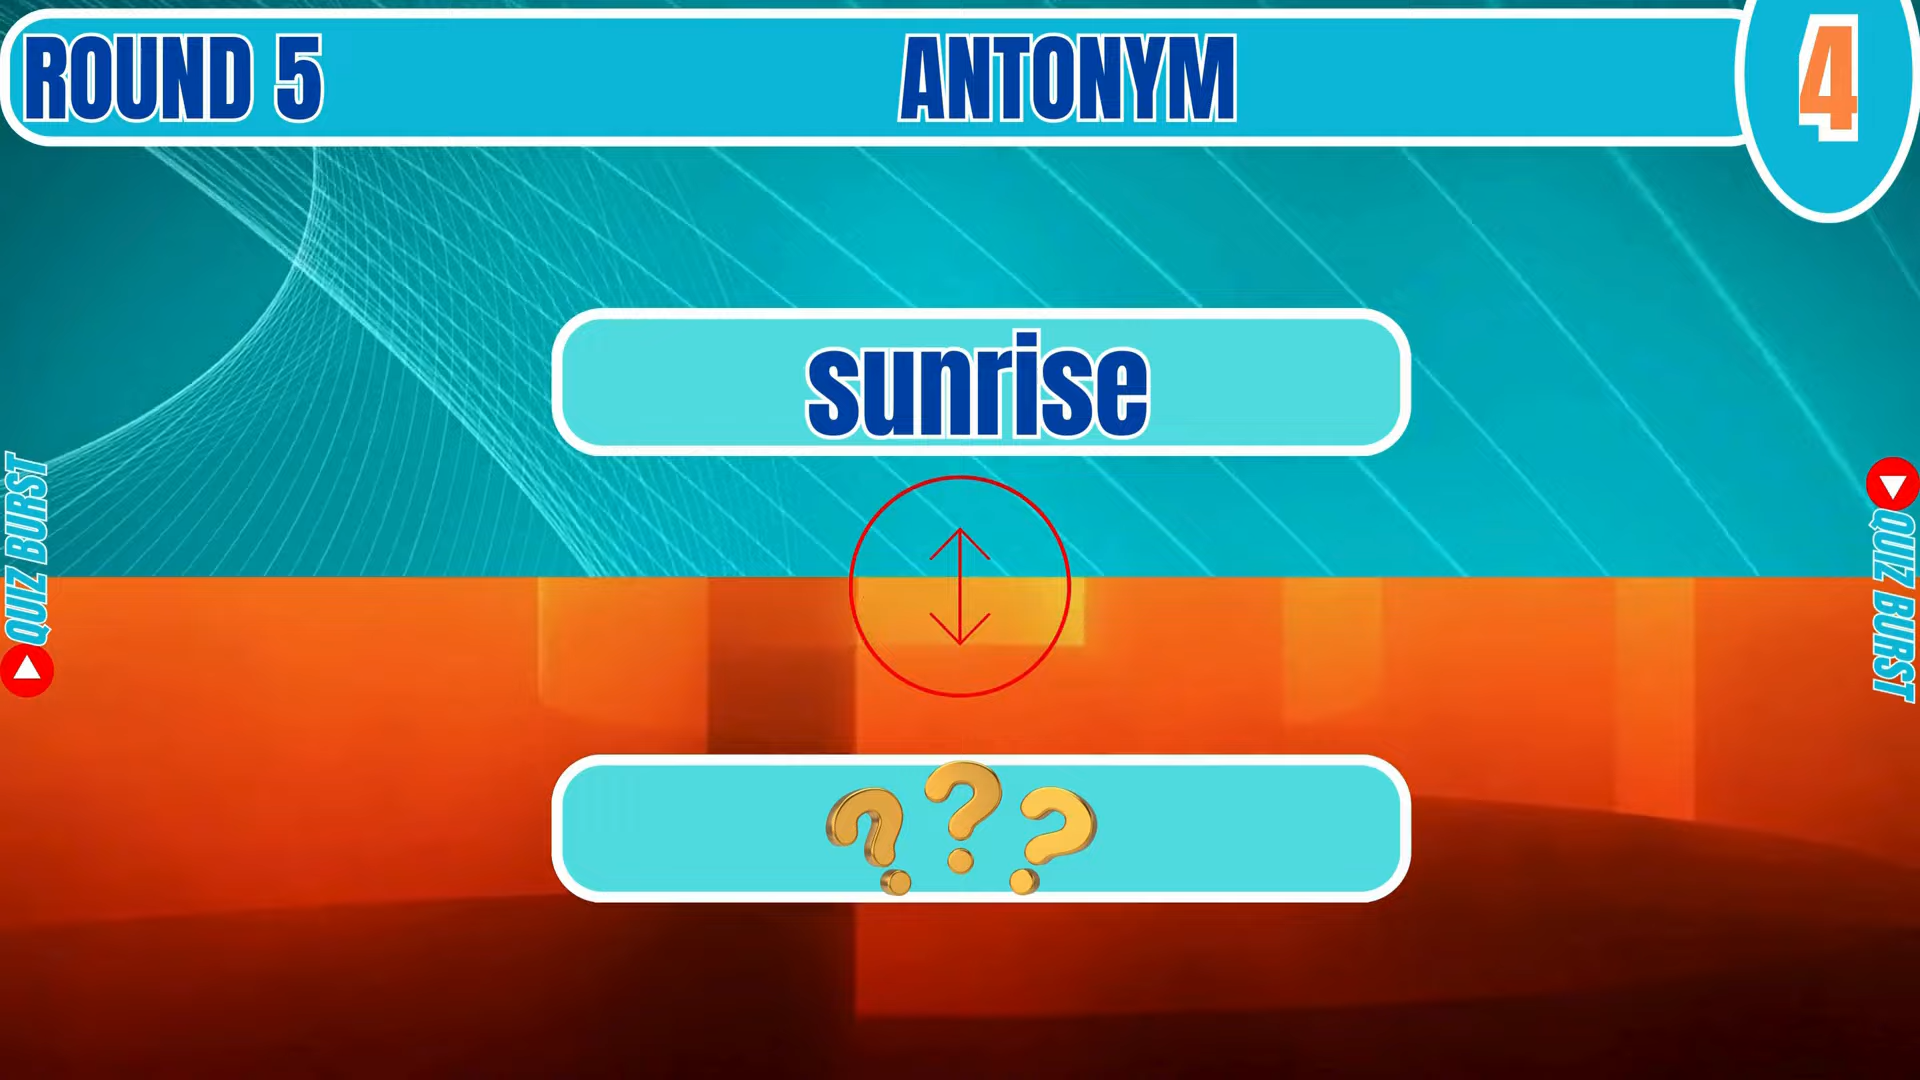 ROUND 5
ANTONYM
4
sunrise
???
QUIZ BURST
QUIZ BURST